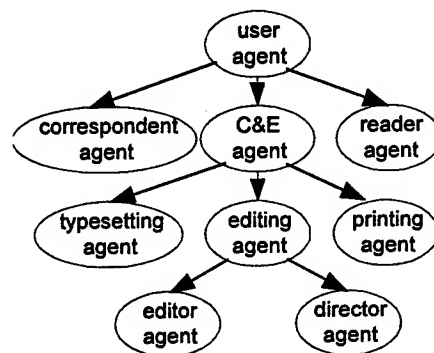 user
agent
correspondent
agent
C&E
agent
reader
agent
typesetting
agent
editing
agent
printing
agent
editor
agent
director
agent